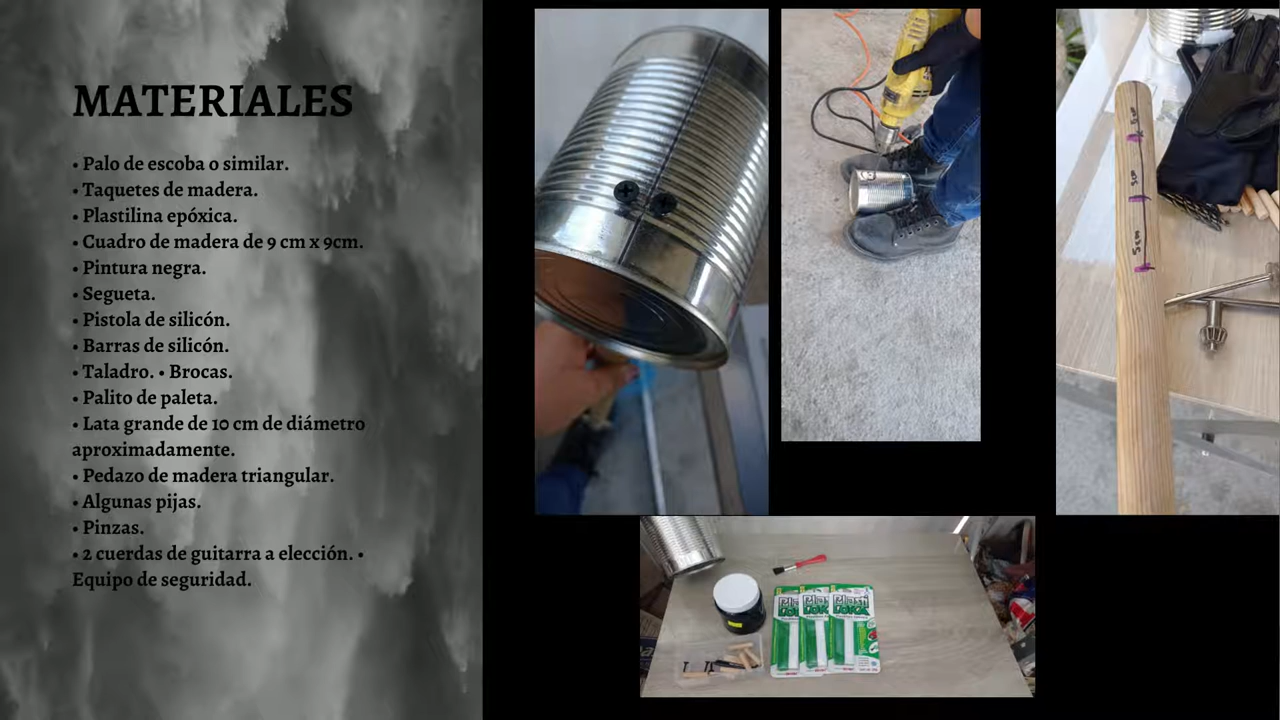 MATERIALES
• Palo de escoba o similar.
• Taquetes de madera.
• Plastilina epóxica.
• Cuadro de madera de 9 cm x 9cm.
• Pintura negra.
• Segueta.
• Pistola de silicón.
• Barras de silicón.
• Taladro. • Brocas.
• Palito de paleta.
• Lata grande de 10 cm de diámetro
aproximadamente.
• Pedazo de madera triangular.
• Algunas pijas.
• Pinzas.
• 2 cuerdas de guitarra a elección. •
Equipo de seguridad.
5cm